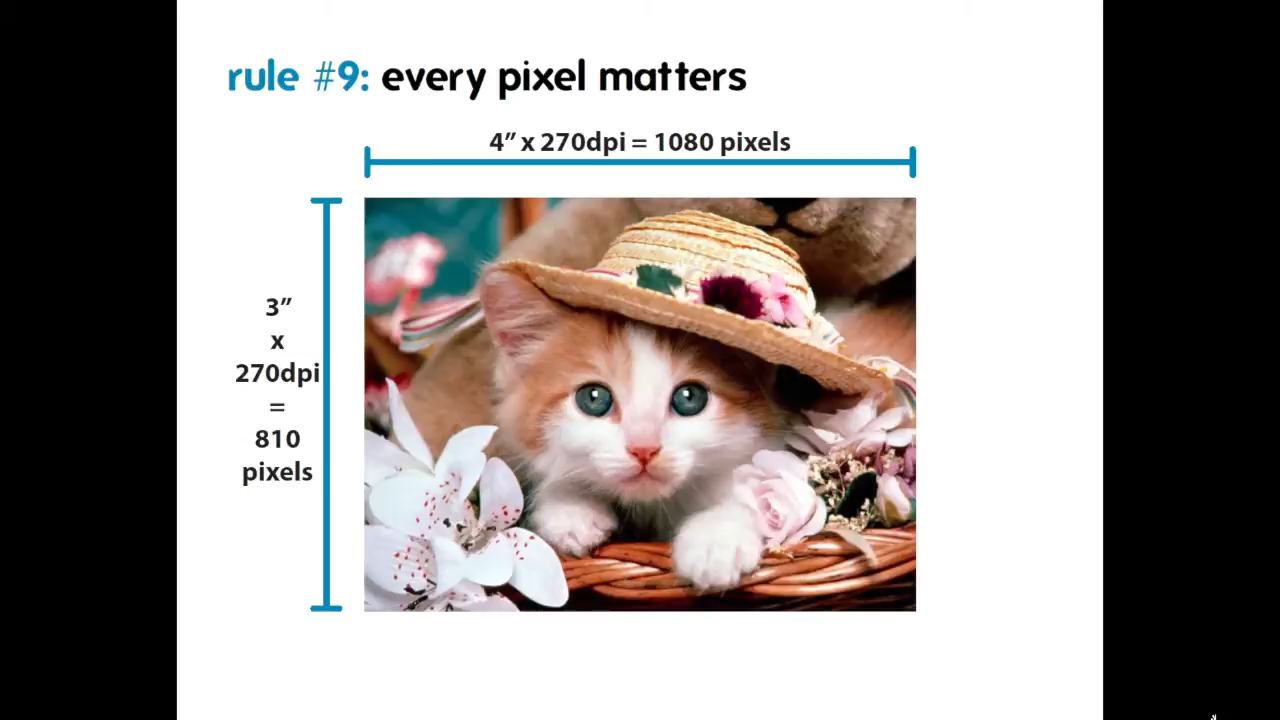 rule #9: every pixel matters
4” x 270dpi = 1080 pixels
3”
x
270dpi
=
810
pixels